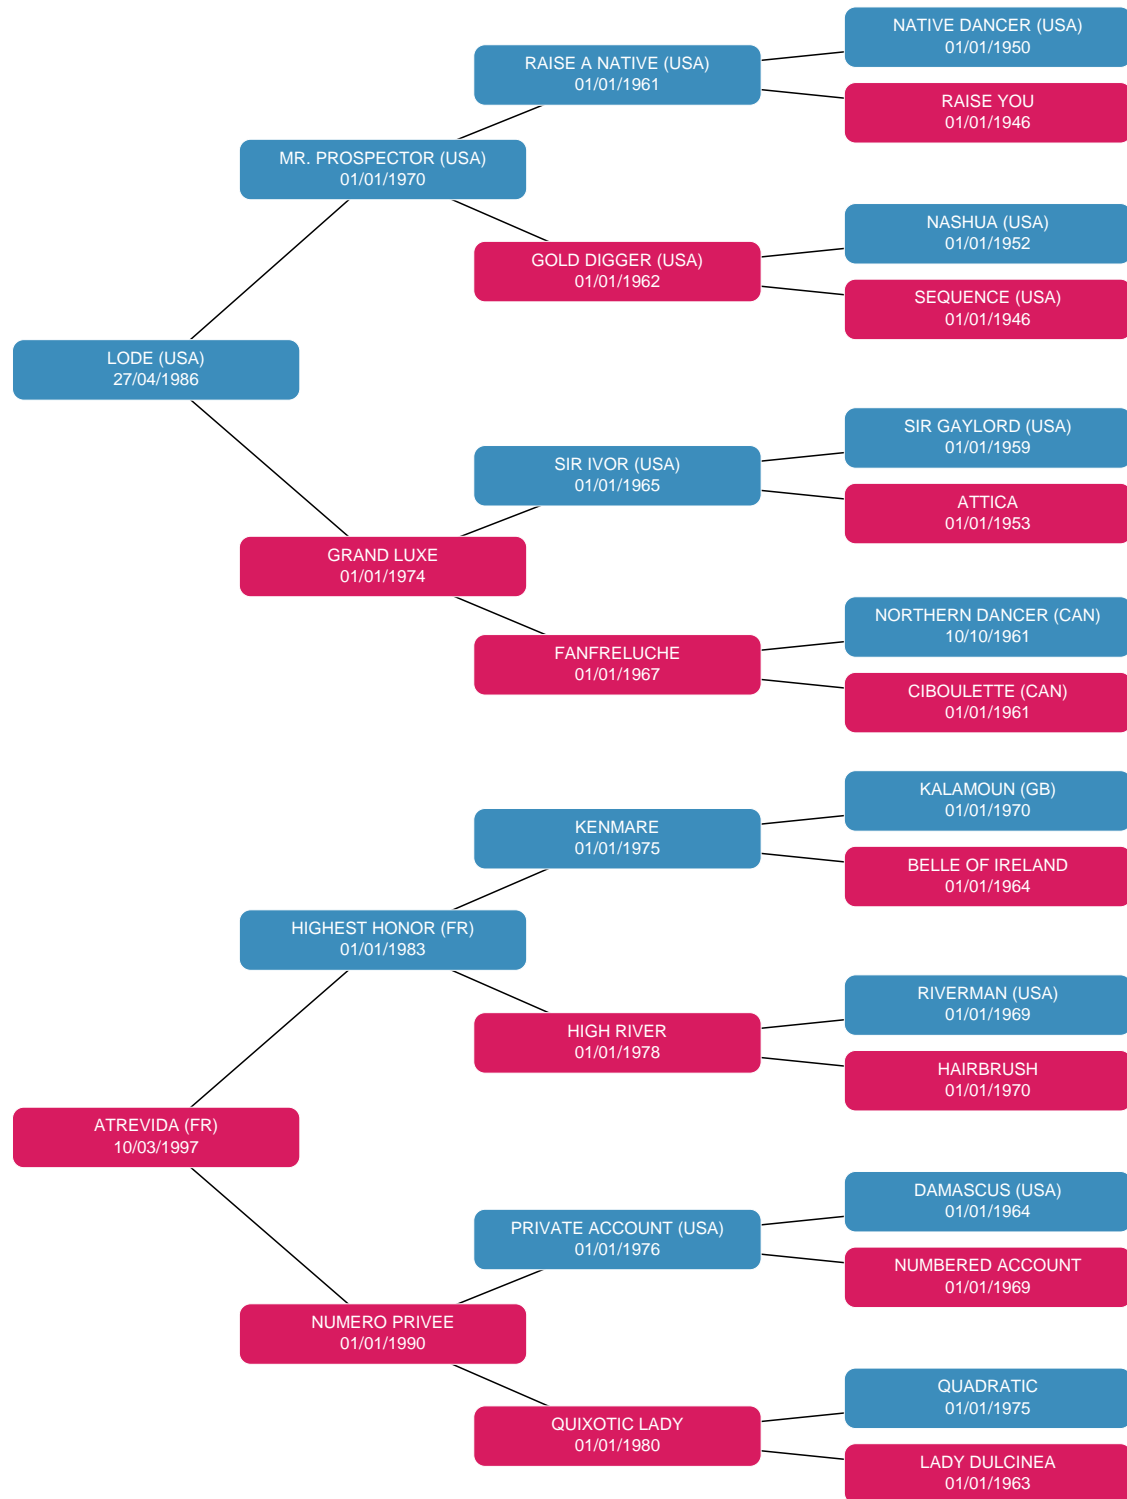 NATIVE DANCER (USA)
01/01/1950
RAISE A NATIVE (USA)
01/01/1961
RAISE YOU
01/01/1946
MR. PROSPECTOR (USA)
01/01/1970
NASHUA (USA)
01/01/1952
GOLD DIGGER (USA)
01/01/1962
SEQUENCE (USA)
01/01/1946
LODE (USA)
27/04/1986
SIR GAYLORD (USA)
01/01/1959
SIR IVOR (USA)
01/01/1965
ATTICA
01/01/1953
GRAND LUXE
01/01/1974
NORTHERN DANCER (CAN)
10/10/1961
FANFRELUCHE
01/01/1967
CIBOULETTE (CAN)
01/01/1961
KALAMOUN (GB)
01/01/1970
KENMARE
01/01/1975
BELLE OF IRELAND
01/01/1964
HIGHEST HONOR (FR)
01/01/1983
RIVERMAN (USA)
01/01/1969
HIGH RIVER
01/01/1978
HAIRBRUSH
01/01/1970
ATREVIDA (FR)
10/03/1997
DAMASCUS (USA)
01/01/1964
PRIVATE ACCOUNT (USA)
01/01/1976
NUMBERED ACCOUNT
01/01/1969
NUMERO PRIVEE
01/01/1990
QUADRATIC
01/01/1975
QUIXOTIC LADY
01/01/1980
LADY DULCINEA
01/01/1963